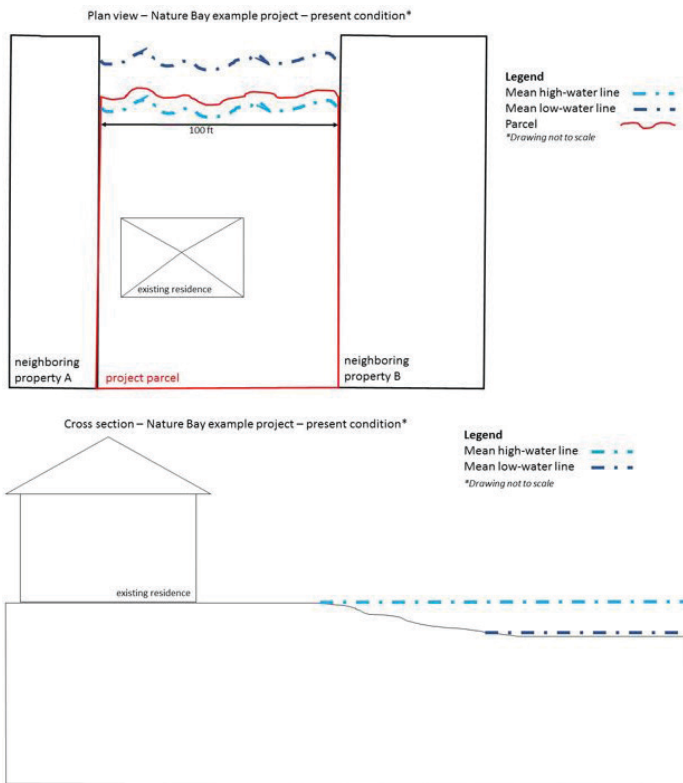 Plan view – Nature Bay example project – present condition*
Legend
Mean high-water line
Mean low-water line
Parcel
*Drawing not to scale
100 ft
existing residence
neighboring
property A
project parcel
neighboring
property B
Cross section – Nature Bay example project – present condition*
Legend
Mean high-water line
Mean low-water line
*Drawing not to scale
existing residence